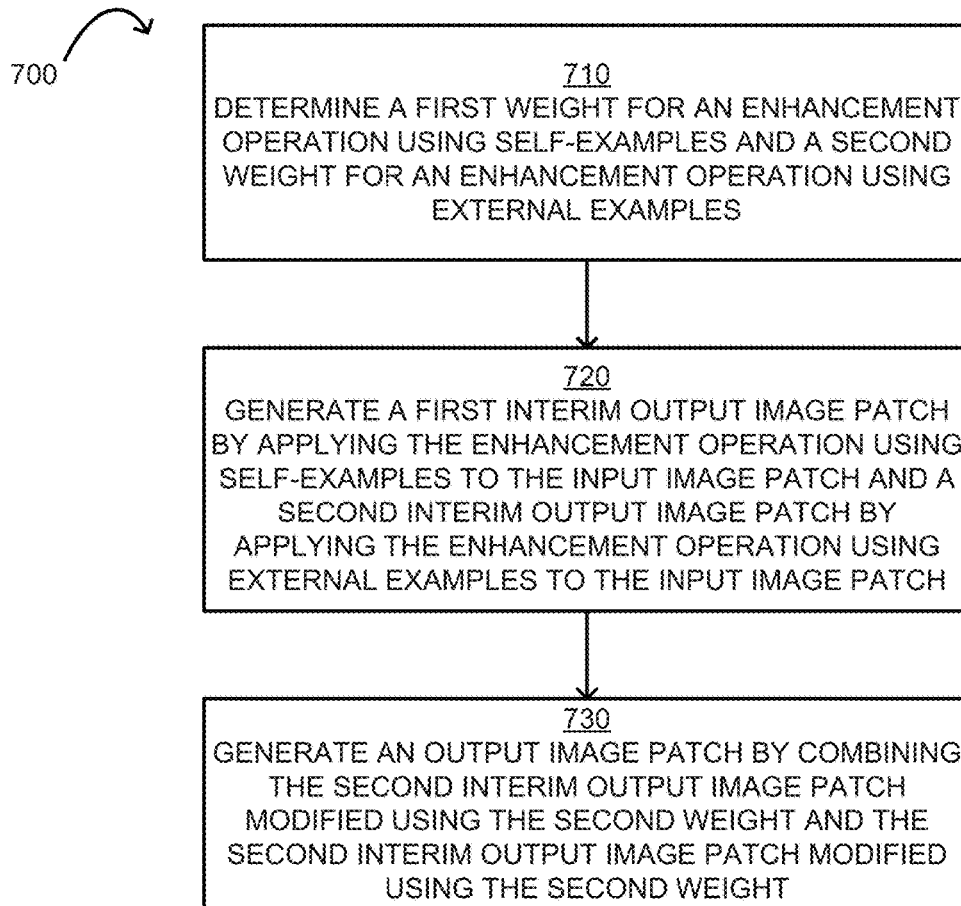 700
710
DETERMINE A FIRST WEIGHT FOR AN ENHANCEMENT
OPERATION USING SELF-EXAMPLES AND A SECOND
WEIGHT FOR AN ENHANCEMENT OPERATION USING
EXTERNAL EXAMPLES
720
GENERATE A FIRST INTERIM OUTPUT IMAGE PATCH
BY APPLYING THE ENHANCEMENT OPERATION USING
SELF-EXAMPLES TO THE INPUT IMAGE PATCH AND A
SECOND INTERIM OUTPUT IMAGE PATCH BY
APPLYING THE ENHANCEMENT OPERATION USING
EXTERNAL EXAMPLES TO THE INPUT IMAGE PATCH
730
GENERATE AN OUTPUT IMAGE PATCH BY COMBINING
THE SECOND INTERIM OUTPUT IMAGE PATCH
MODIFIED USING THE SECOND WEIGHT AND THE
SECOND INTERIM OUTPUT IMAGE PATCH MODIFIED
USING THE SECOND WEIGHT